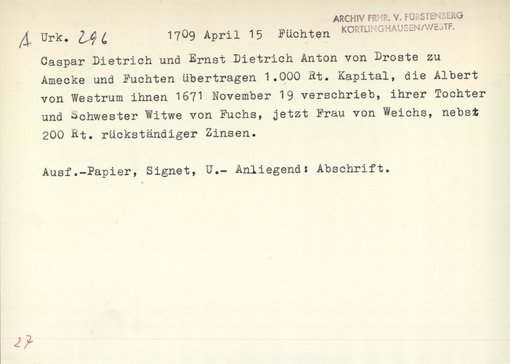 ARCHIV FRHR. V. FÜRSTENBERG
KÖRTLINGHAUSEN/WESTF.
A Urk. 296 1709 April 15 Füchten
Caspar Dietrich und Ernst Dietrich Anton von Droste zu
Amecke und Fuchten übertragen 1.000 Rt. Kapital, die Albert
von Westrum ihnen 1671 November 19 verschrieb, ihrer Tochter
und Schwester Witwe von Fuchs, jetzt Frau von Weichs, nebst
200 Rt. rückständiger Zinsen.
Ausf.-Papier, Signet, U.- Anliegend: Abschrift.
27